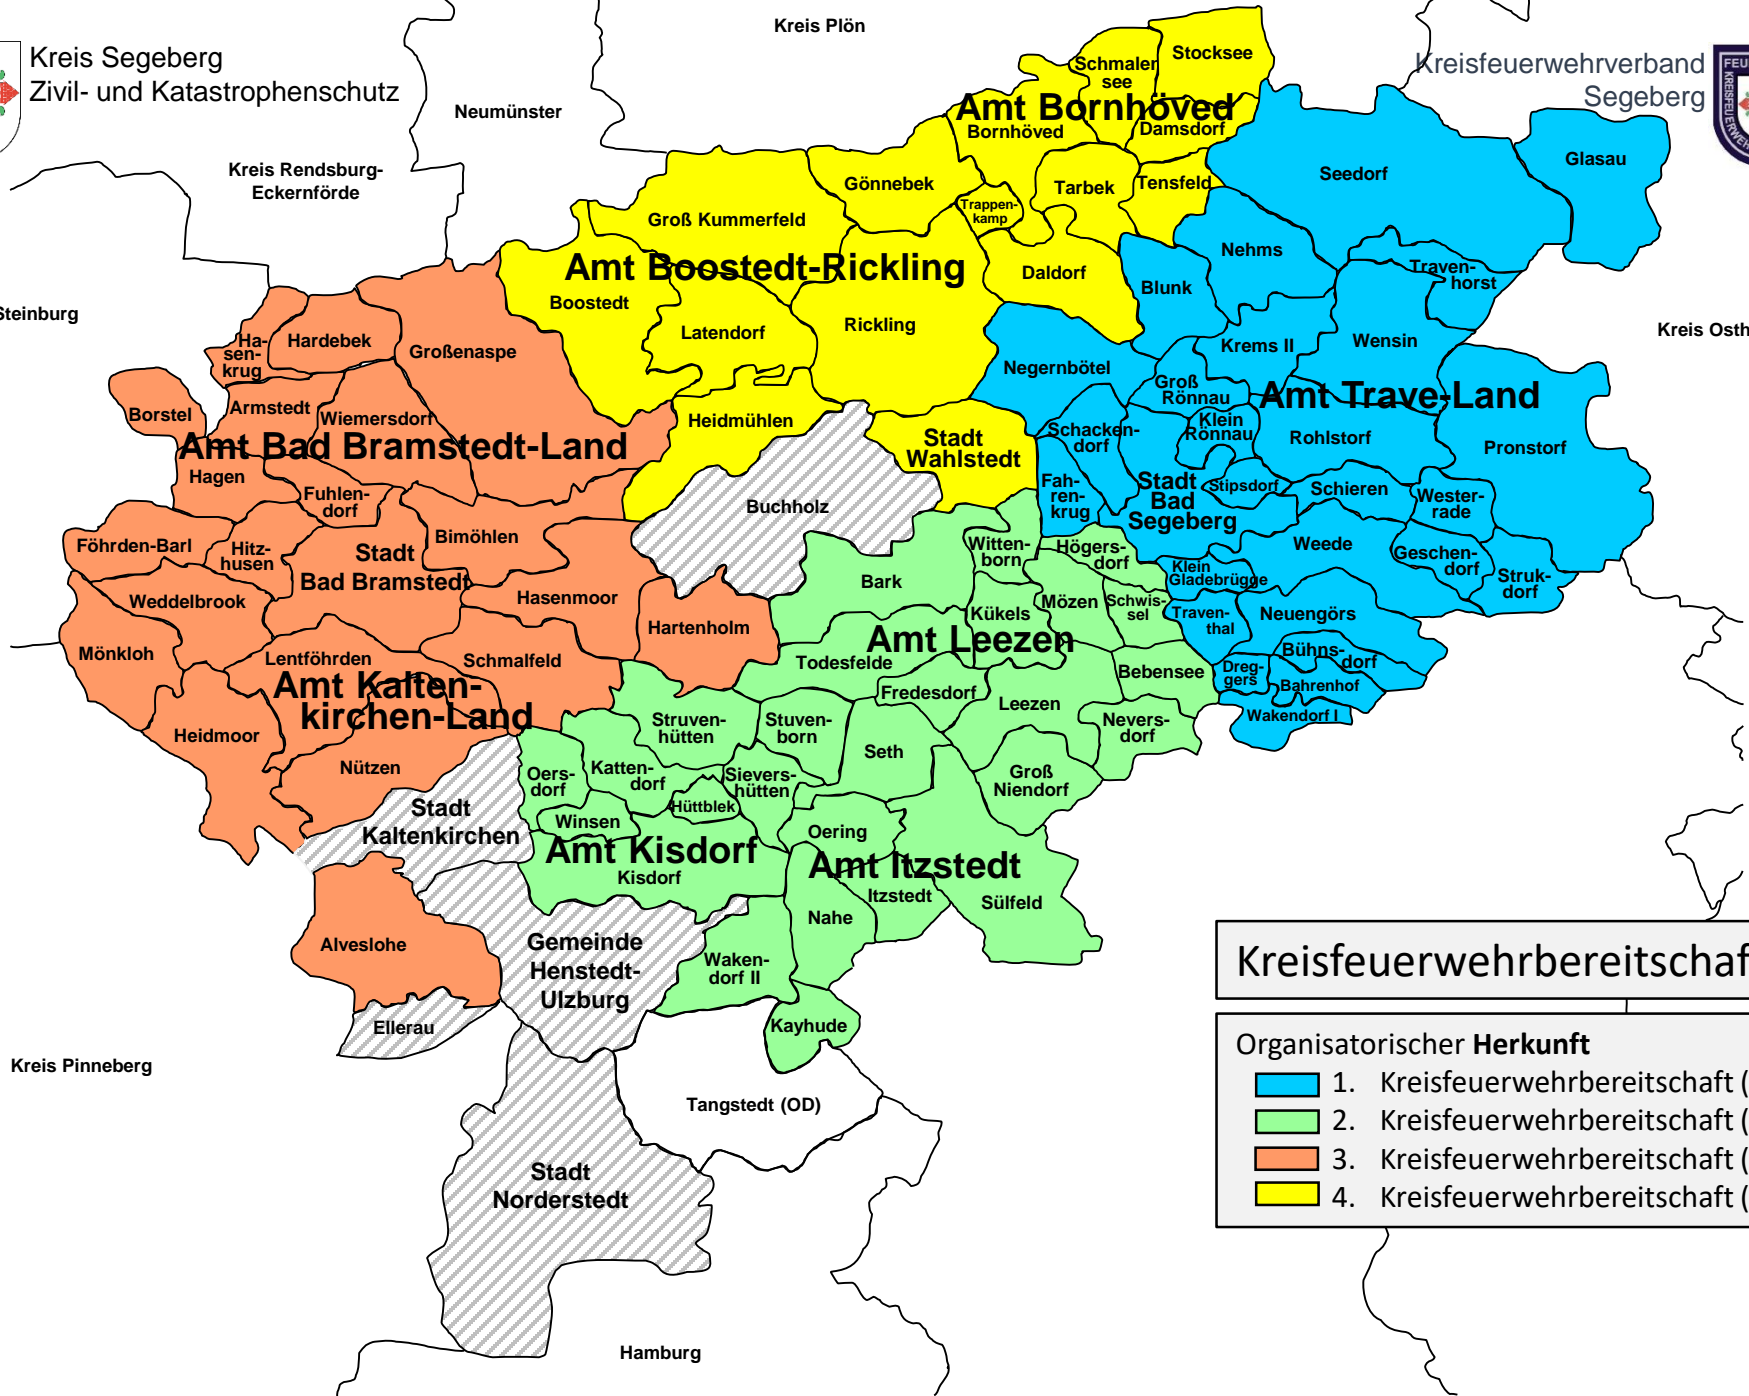 Kreis Segeberg
Zivil- und Katastrophenschutz
Kreis Plön
Kreisfeuerwehrverband
Segeberg
Neumünster
Kreis Rendsburg-
Eckernförde
Steinburg
Kreis Osth
Kreis Pinneberg
Hamburg
Tangstedt (OD)
Amt Bornhöved
Stocksee
Schmalen
see
Bornhöved
Damsdorf
Tarbek
Tensfeld
Trappen-
kamp
Gönnebek
Groß Kummerfeld
Amt Boostedt-Rickling
Boostedt
Latendorf
Rickling
Daldorf
Heidmühlen
Stadt
Wahlstedt
Buchholz
Seedorf
Glasau
Nehms
Blunk
Traven-
horst
Krems II
Wensin
Negernbötel
Groß
Rönnau
Amt Trave-Land
Klein
Rönnau
Rohlstorf
Pronstorf
Schacken-
dorf
Fah-
ren-
krug
Stadt
Bad
Segeberg
Stipsdorf
Schieren
Wester-
rade
Weede
Geschen-
dorf
Struk-
dorf
Klein
Gladebrügge
Traven-
thal
Neuengörs
Bühns-
dorf
Dreg-
gers
Bahrenhof
Wakendorf I
Ha-
sen-
krug
Hardebek
Großenaspe
Borstel
Armstedt
Wiemersdorf
Amt Bad Bramstedt-Land
Hagen
Fuhlen-
dorf
Föhrden-Barl
Hitz-
husen
Stadt
Bad Bramstedt
Bimöhlen
Weddelbrook
Hasenmoor
Hartenholm
Mönkloh
Lentföhrden
Schmalfeld
Amt Kalten-
kirchen-Land
Heidmoor
Nützen
Stadt
Kaltenkirchen
Alveslohe
Ellerau
Gemeinde
Henstedt-
Ulzburg
Stadt
Norderstedt
Witten-
born
Högers-
dorf
Bark
Kükels
Mözen
Schwis-
sel
Amt Leezen
Todesfelde
Fredesdorf
Bebensee
Leezen
Nevers-
dorf
Struven-
hütten
Stuven-
born
Seth
Groß
Niendorf
Oers-
dorf
Katten-
dorf
Sievers-
hütten
Hüttblek
Winsen
Amt Kisdorf
Kisdorf
Oering
Amt Itzstedt
Itzstedt
Nahe
Sülfeld
Waken-
dorf II
Kayhude
Kreisfeuerwehrbereitschaf
Organisatorischer Herkunft
1. Kreisfeuerwehrbereitschaft (
2. Kreisfeuerwehrbereitschaft (
3. Kreisfeuerwehrbereitschaft (
4. Kreisfeuerwehrbereitschaft (